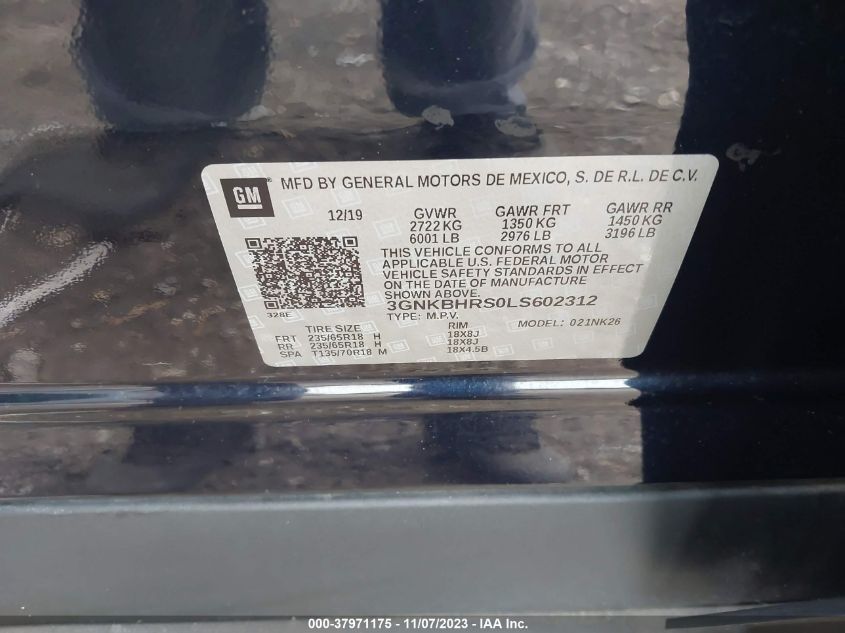 GM MFD BY GENERAL MOTORS DE MEXICO, S. DE R.L. DE C.V.
12/19 GVWR GAWR FRT GAWR RR
2722 KG 1350 KG 1450 KG
6001 LB 2976 LB 3196 LB
THIS VEHICLE CONFORMS TO ALL
APPLICABLE U.S. FEDERAL MOTOR
VEHICLE SAFETY STANDARDS IN EFFECT
ON THE DATE OF MANUFACTURE
SHOWN ABOVE.
328E 3GNKBHRS0LS602312
TYPE: M.P.V.
TIRE SIZE RIM MODEL: 021NK26
FRT 235/65R18 H 18X8J
RR 235/65R18 H 18X8J
SPA T135/70R18 M 18X4.5B
000-37971175 — 11/07/2023 — IAA Inc.